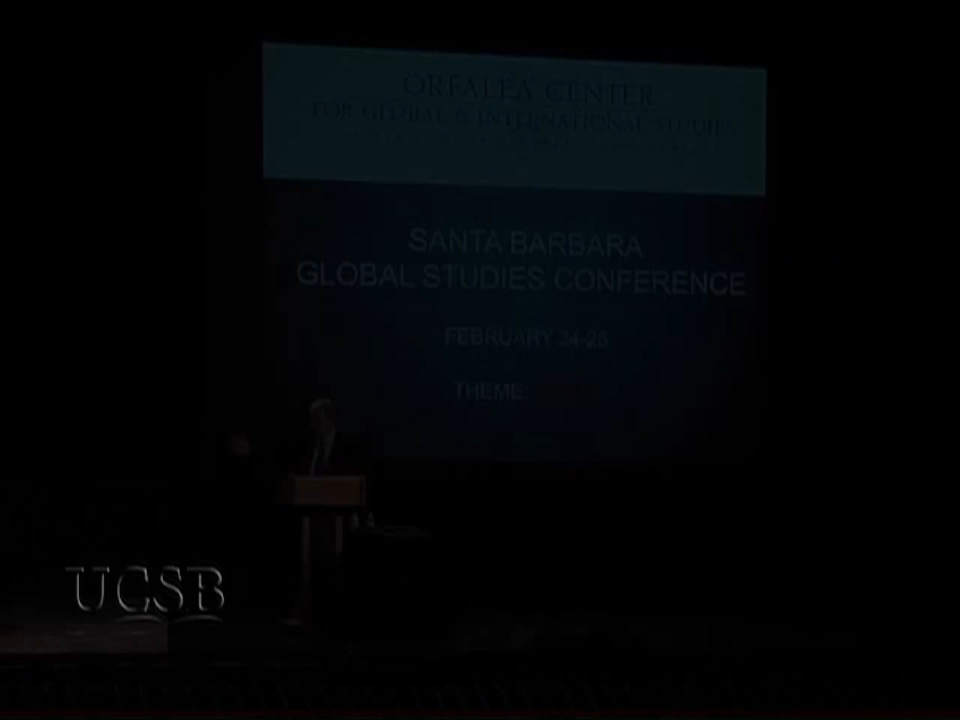 ORFALEA CENTER
FOR GLOBAL & INTERNATIONAL STUDIES
SANTA BARBARA
GLOBAL STUDIES CONFERENCE
FEBRUARY 24-25
THEME
UCSB